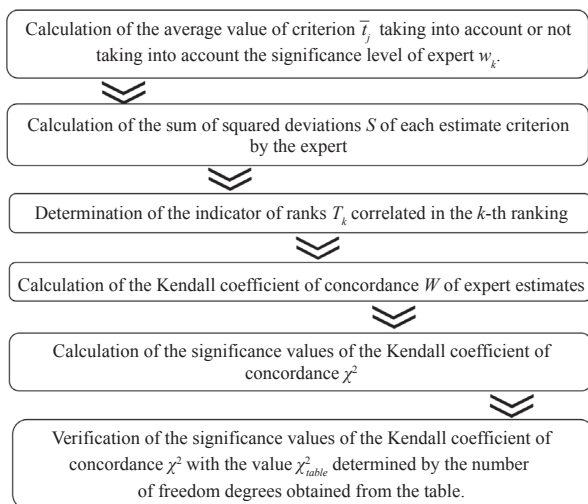 Calculation of the average value of criterion t̅ⱼ taking into account or not
taking into account the significance level of expert wₖ.
Calculation of the sum of squared deviations S of each estimate criterion
by the expert
Determination of the indicator of ranks Tₖ correlated in the k-th ranking
Calculation of the Kendall coefficient of concordance W of expert estimates
Calculation of the significance values of the Kendall coefficient of
concordance χ²
Verification of the significance values of the Kendall coefficient of
concordance χ² with the value χ²_table determined by the number
of freedom degrees obtained from the table.